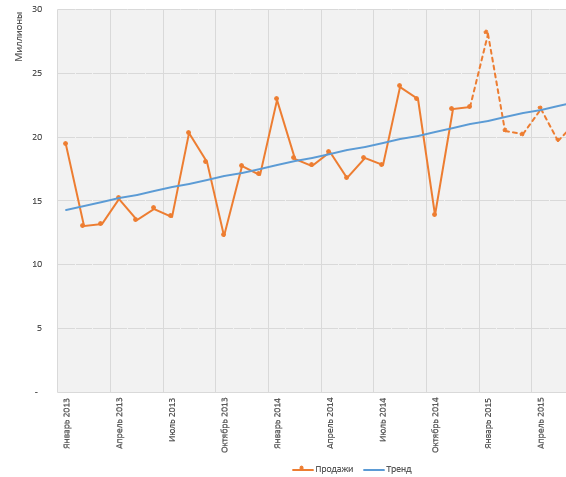 Миллионы
30
25
20
15
10
5
-
Январь 2013
Апрель 2013
Июль 2013
Октябрь 2013
Январь 2014
Апрель 2014
Июль 2014
Октябрь 2014
Январь 2015
Апрель 2015
Продажи
Тренд